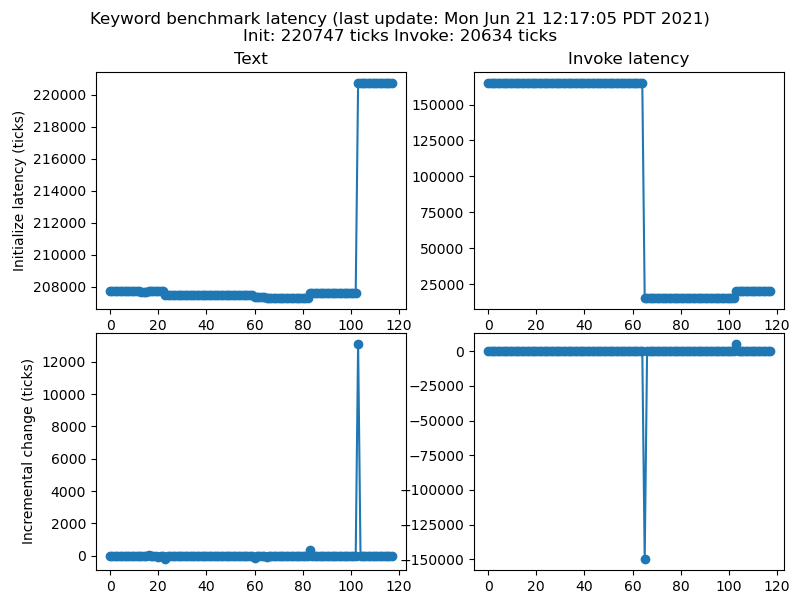 Keyword benchmark latency (last update: Mon Jun 21 12:17:05 PDT 2021)
Init: 220747 ticks Invoke: 20634 ticks
Text
Initialize latency (ticks)
220000
218000
216000
214000
212000
210000
208000
0 20 40 60 80 100 120
Invoke latency
150000
125000
100000
75000
50000
25000
0 20 40 60 80 100 120
Incremental change (ticks)
12000
10000
8000
6000
4000
2000
0
0 20 40 60 80 100 120
0
−25000
−50000
−75000
−100000
−125000
−150000
0 20 40 60 80 100 120